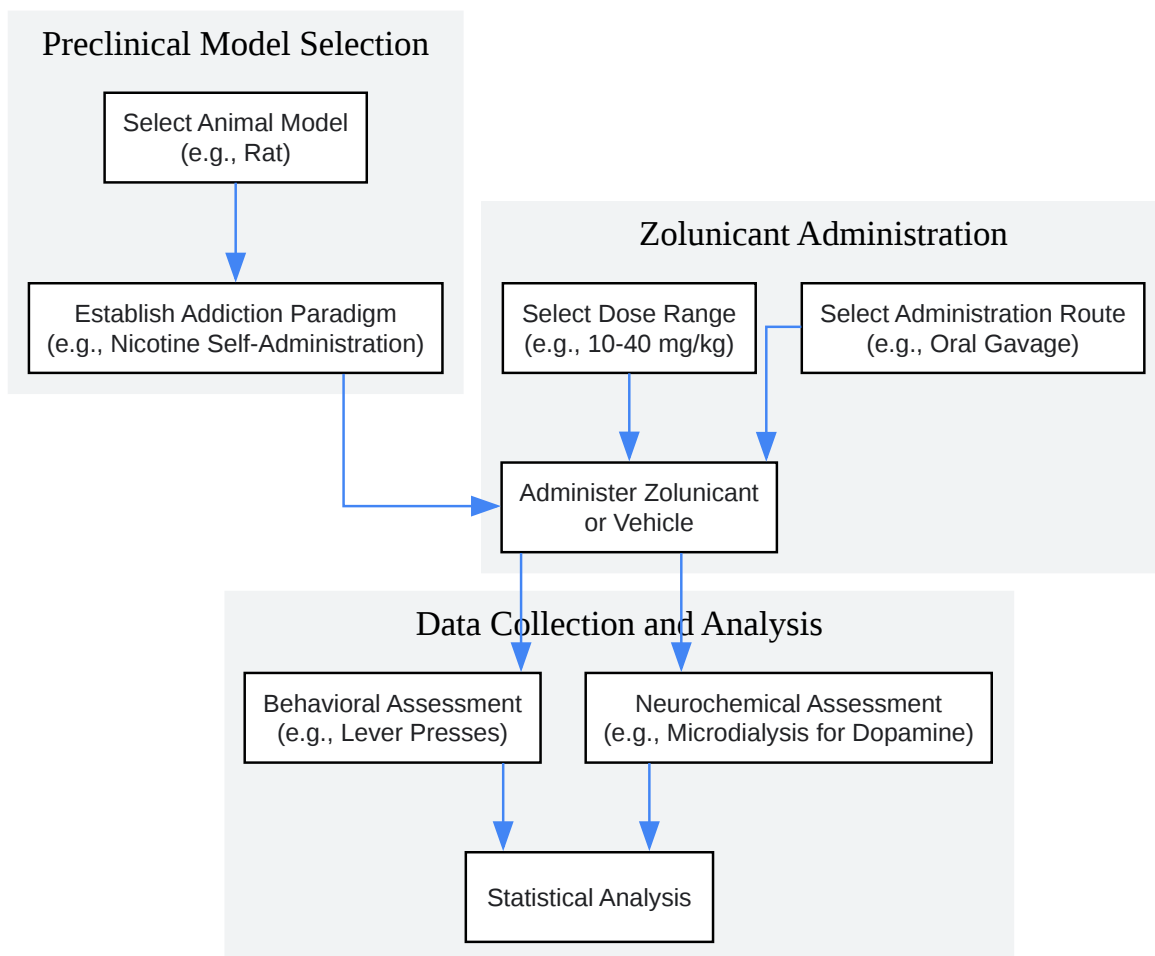 Preclinical Model Selection
Select Animal Model
(e.g., Rat)
Establish Addiction Paradigm
(e.g., Nicotine Self-Administration)
Zolunicant Administration
Select Dose Range
(e.g., 10-40 mg/kg)
Select Administration Route
(e.g., Oral Gavage)
Administer Zolunicant
or Vehicle
Data Collection and Analysis
Behavioral Assessment
(e.g., Lever Presses)
Neurochemical Assessment
(e.g., Microdialysis for Dopamine)
Statistical Analysis